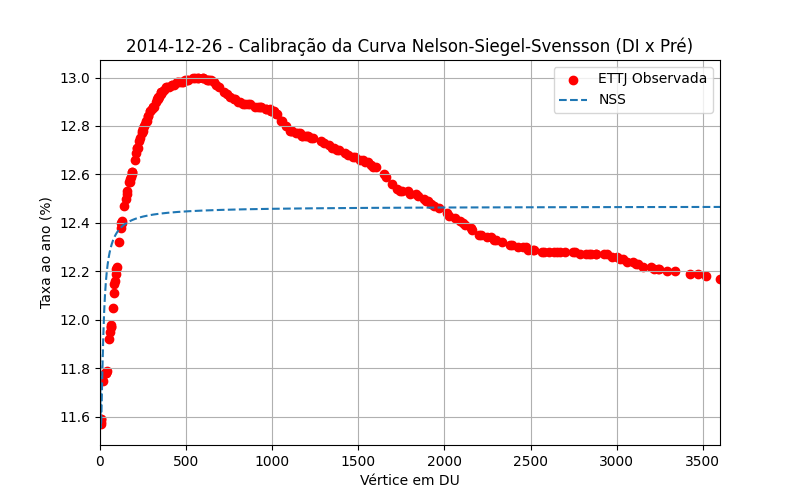 2014-12-26 - Calibração da Curva Nelson-Siegel-Svensson (DI x Pré)
ETTJ Observada
NSS
Taxa ao ano (%)
13.0
12.8
12.6
12.4
12.2
12.0
11.8
11.6
0 500 1000 1500 2000 2500 3000 3500
Vértice em DU